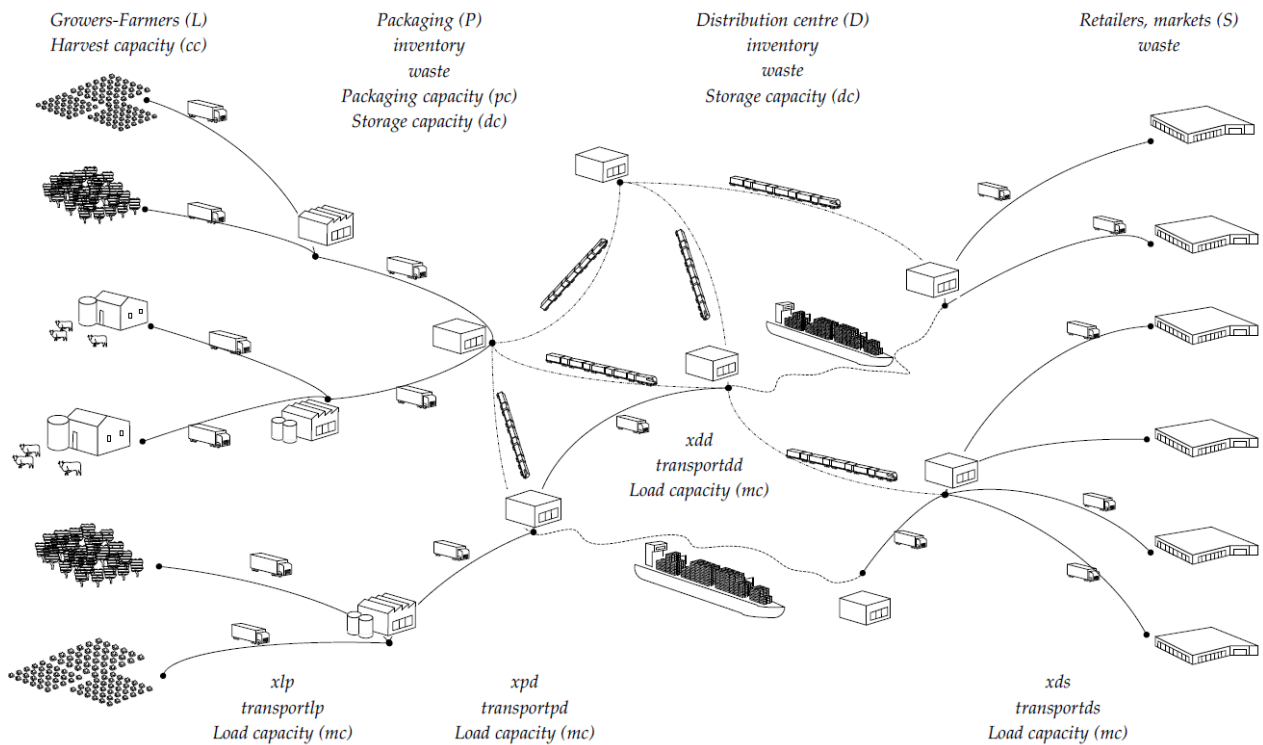 Growers-Farmers (L)
Harvest capacity (cc)
Packaging (P)
inventory
waste
Packaging capacity (pc)
Storage capacity (dc)
Distribution centre (D)
inventory
waste
Storage capacity (dc)
Retailers, markets (S)
waste
xdd
transportdd
Load capacity (mc)
xlp
transportlp
Load capacity (mc)
xpd
transportpd
Load capacity (mc)
xds
transportds
Load capacity (mc)